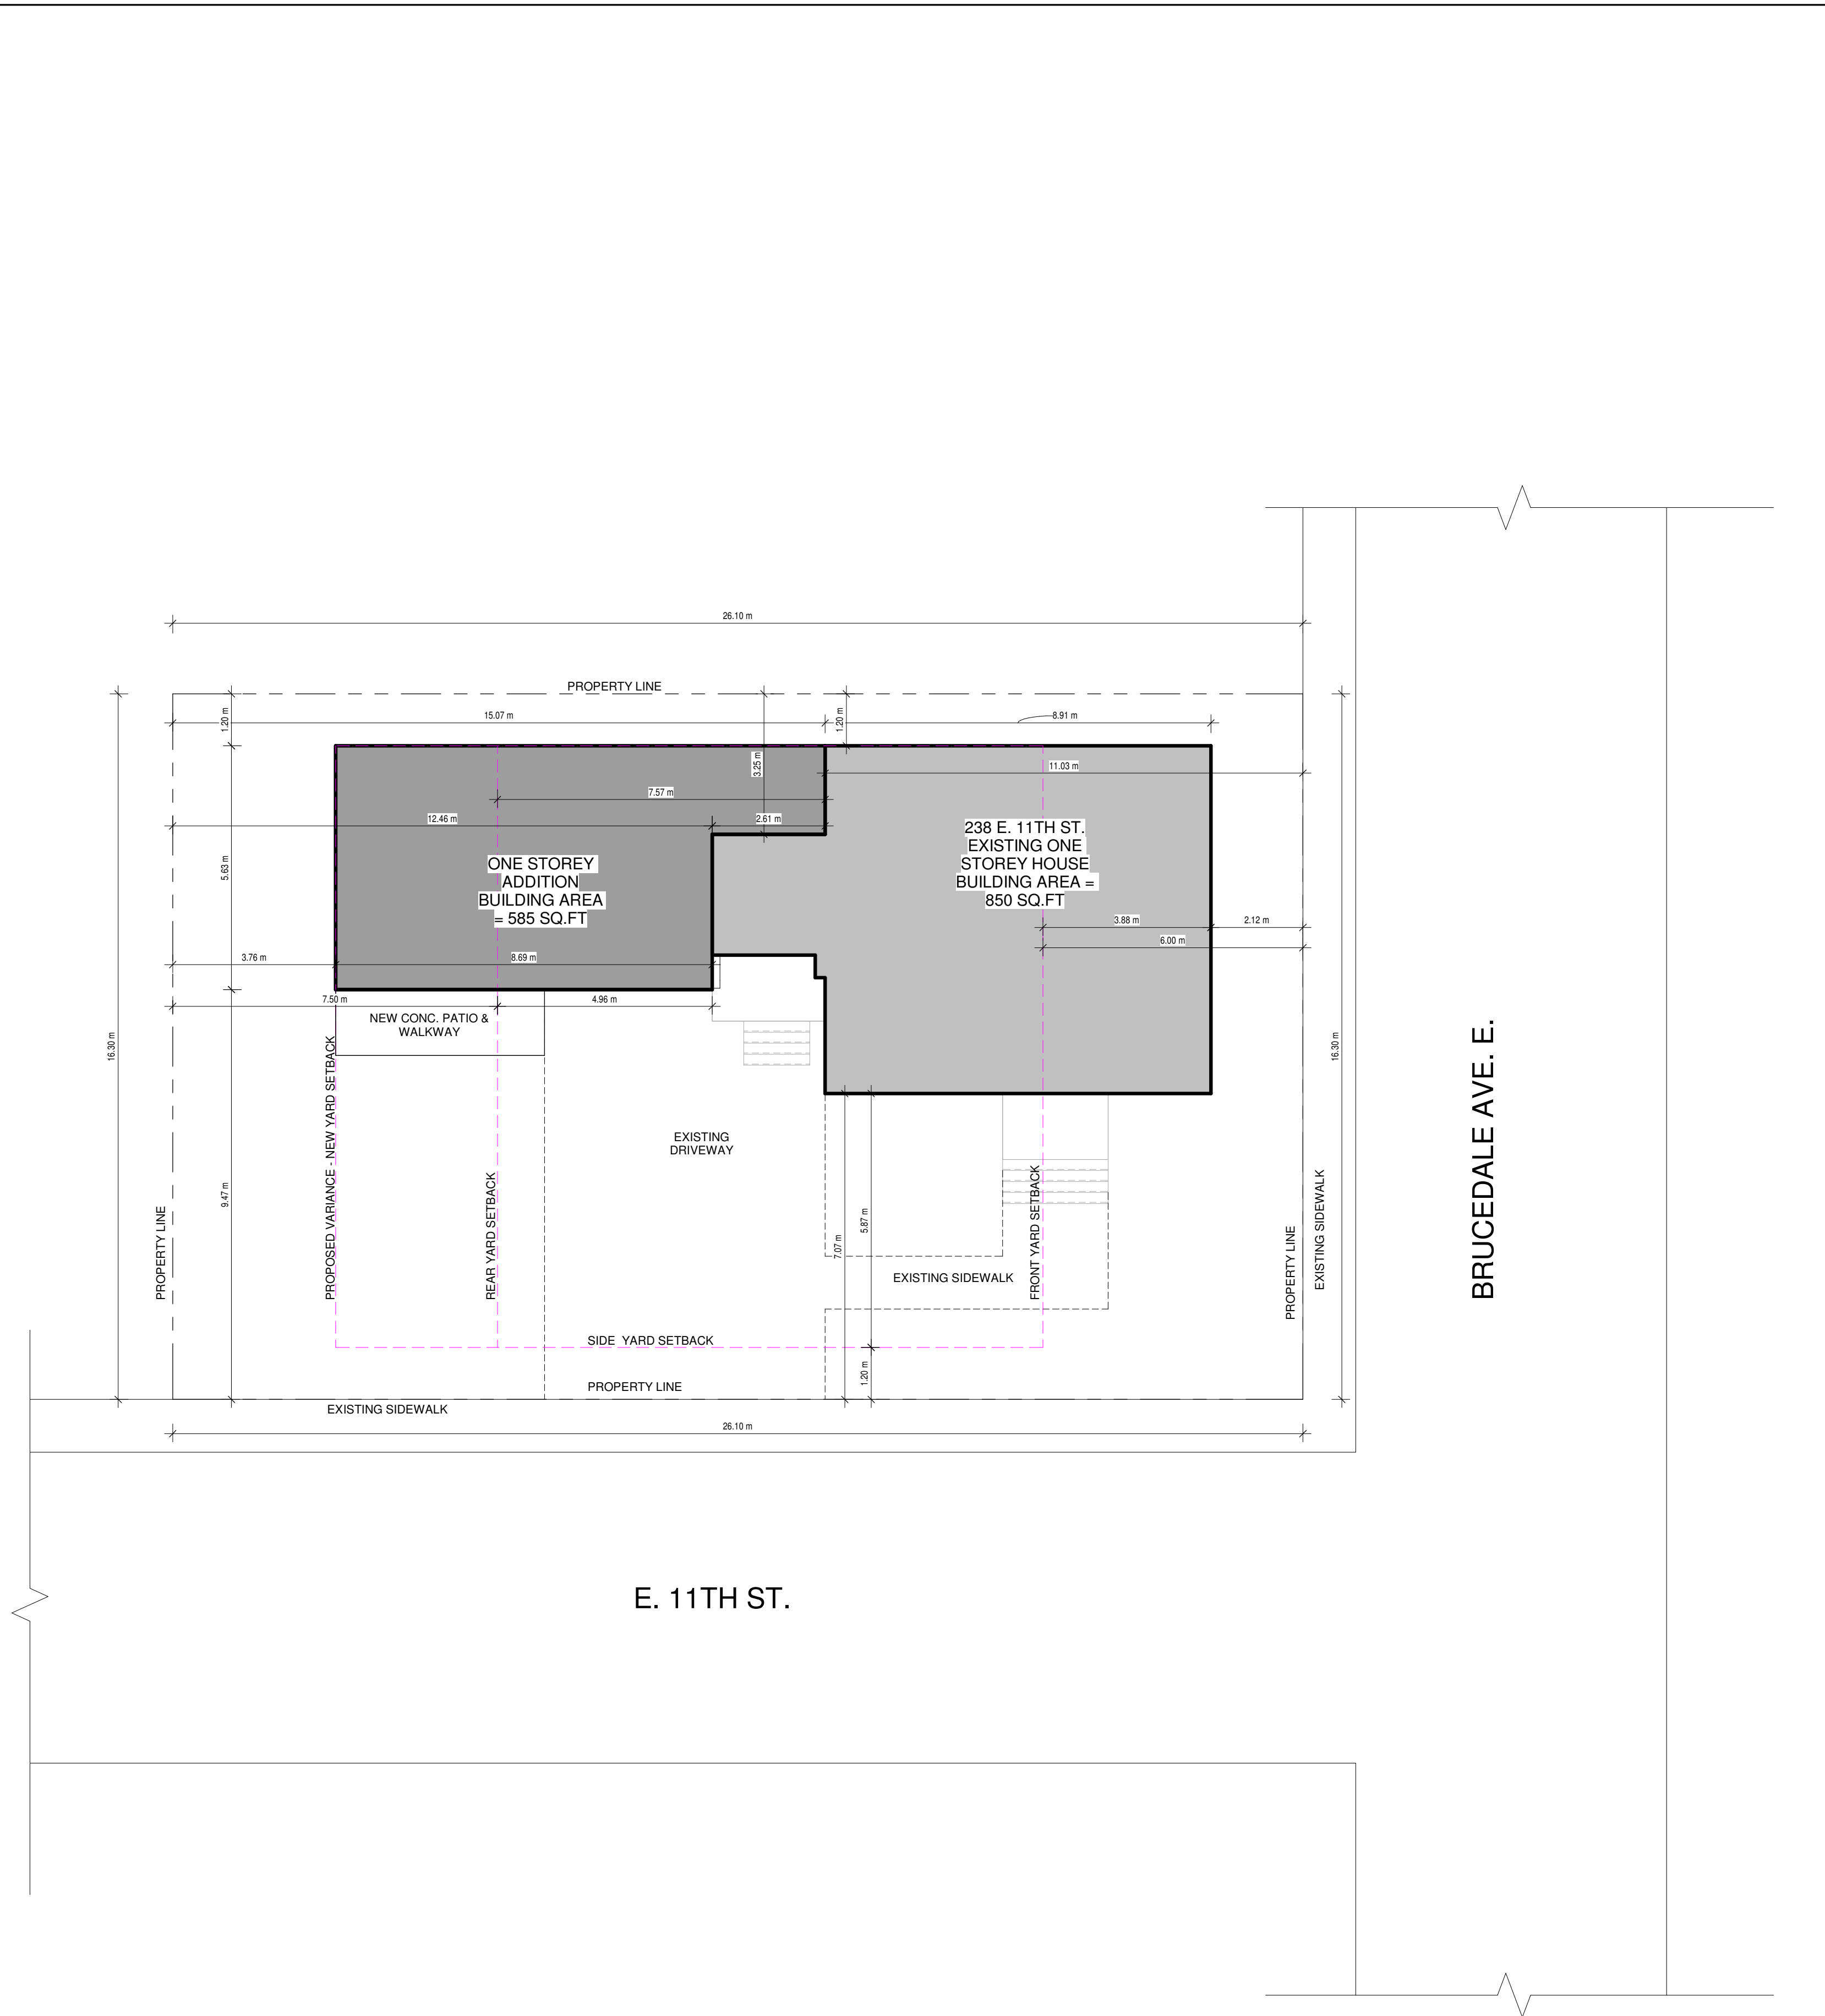 26.10 m
PROPERTY LINE
15.07 m
8.91 m
1.20 m
1.20 m
3.25 m
11.03 m
7.57 m
12.46 m
2.61 m
5.63 m
ONE STOREY
ADDITION
BUILDING AREA
= 585 SQ.FT
238 E. 11TH ST.
EXISTING ONE
STOREY HOUSE
BUILDING AREA =
850 SQ.FT
3.88 m
2.12 m
6.00 m
3.76 m
8.69 m
7.50 m
4.96 m
NEW CONC. PATIO &
WALKWAY
16.30 m
16.30 m
EXISTING
DRIVEWAY
PROPERTY LINE
9.47 m
PROPOSED VARIANCE - NEW YARD SETBACK
REAR YARD SETBACK
7.07 m
5.87 m
EXISTING SIDEWALK
FRONT YARD SETBACK
PROPERTY LINE
EXISTING SIDEWALK
BRUCEDALE AVE. E.
SIDE YARD SETBACK
1.20 m
PROPERTY LINE
EXISTING SIDEWALK
26.10 m
E. 11TH ST.